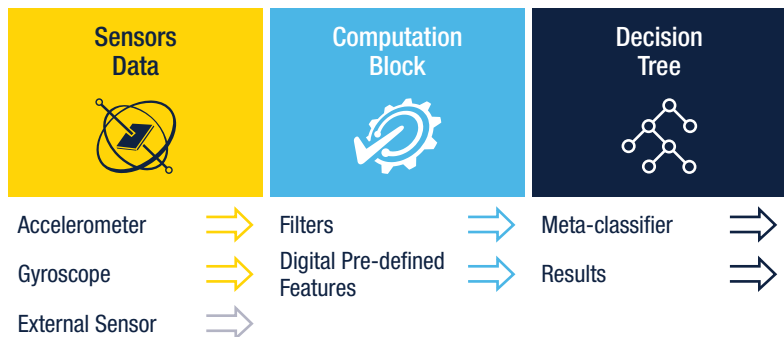 Sensors
Data
Computation
Block
Decision
Tree
Accelerometer
Gyroscope
External Sensor
Filters
Digital Pre-defined
Features
Meta-classifier
Results